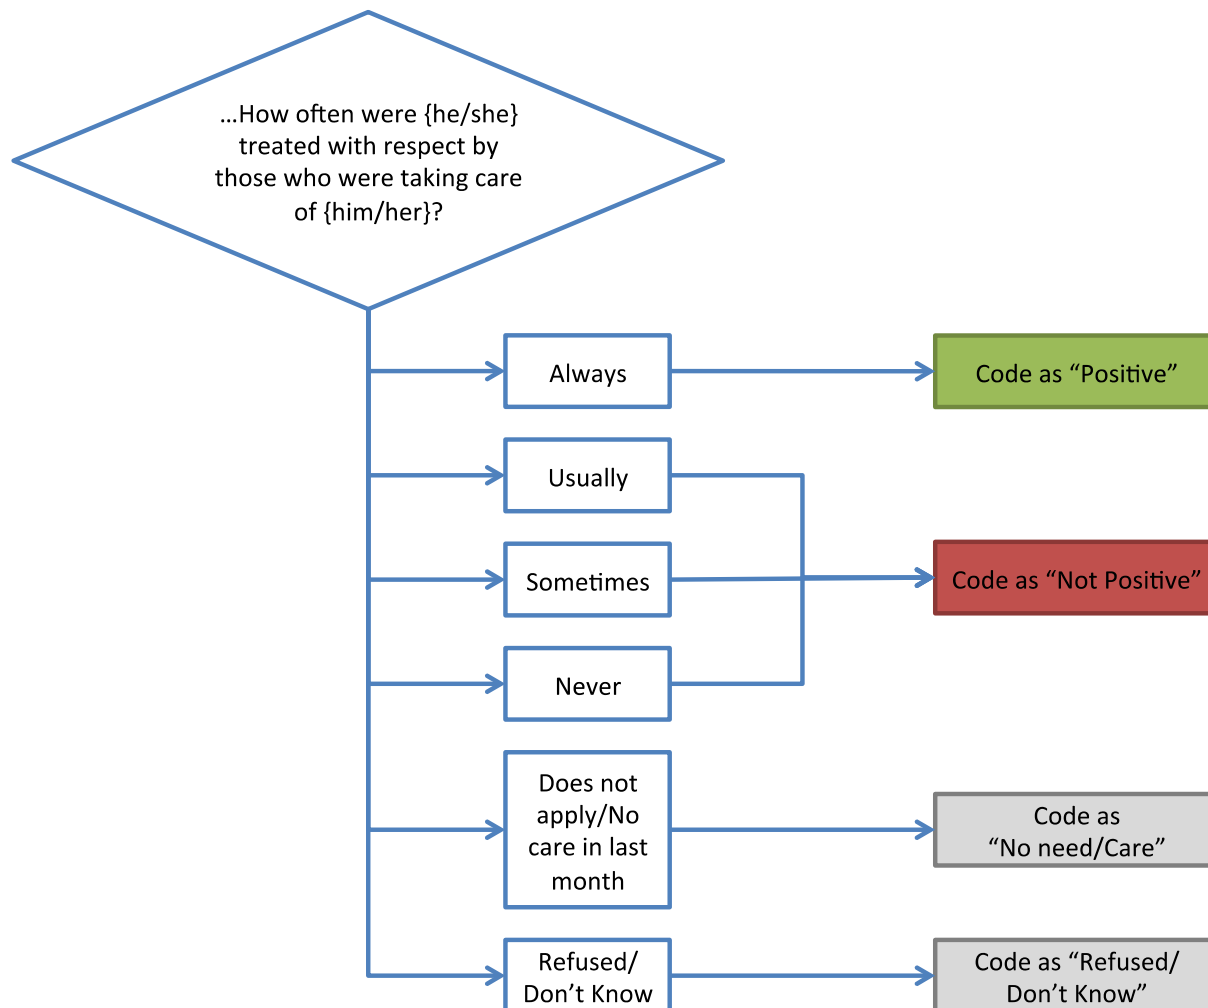 ...How often were {he/she}
treated with respect by
those who were taking care
of {him/her}?
Always
Code as “Positive”
Usually
Sometimes
Code as “Not Positive”
Never
Does not
apply/No
care in last
month
Code as
“No need/Care”
Refused/
Don’t Know
Code as “Refused/
Don’t Know”